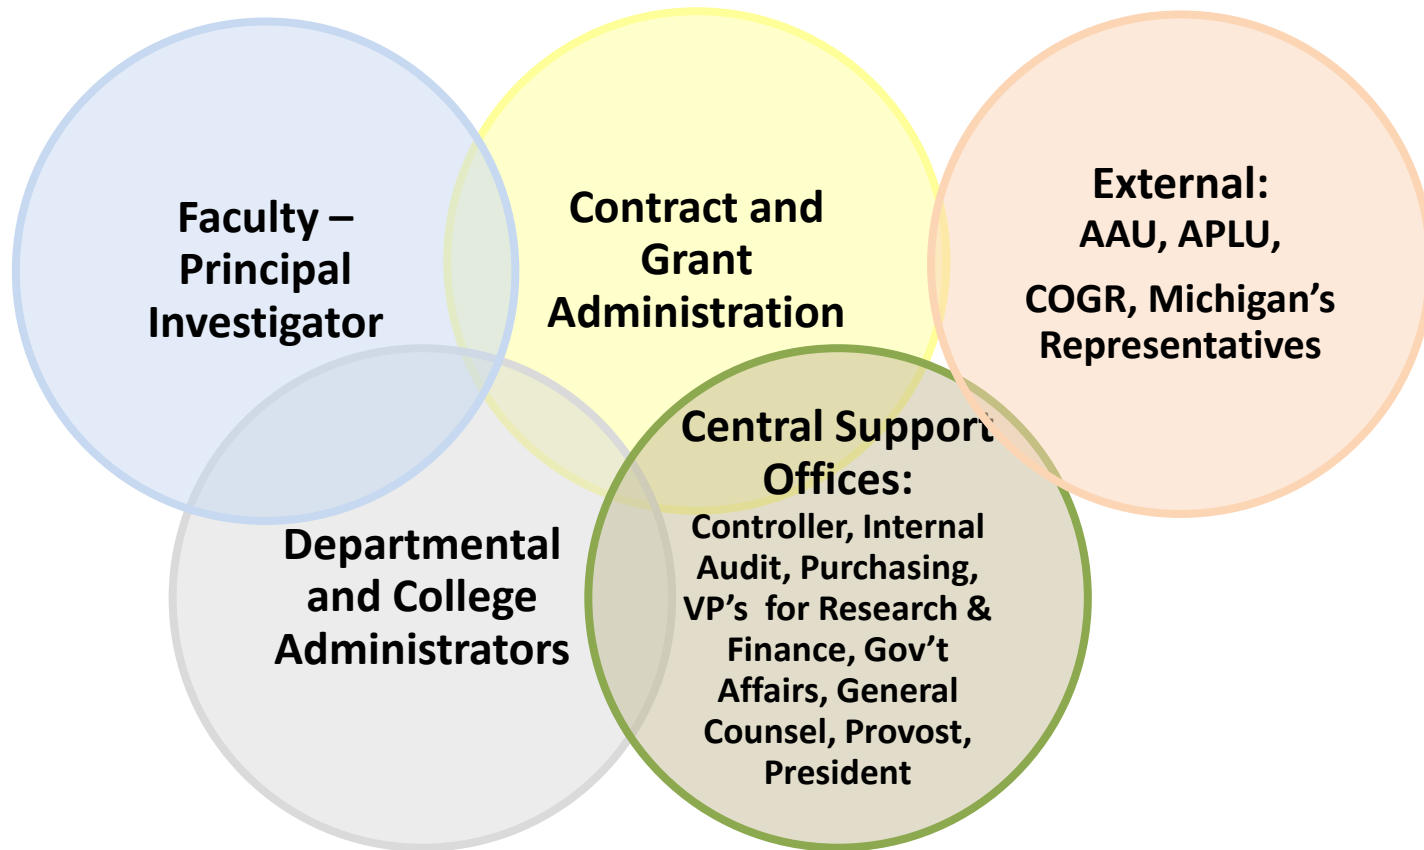 Faculty –
Principal
Investigator
Contract and
Grant
Administration
External:
AAU, APLU,
COGR, Michigan’s
Representatives
Departmental
and College
Administrators
Central Support
Offices:
Controller, Internal
Audit, Purchasing,
VP’s for Research &
Finance, Gov’t
Affairs, General
Counsel, Provost,
President